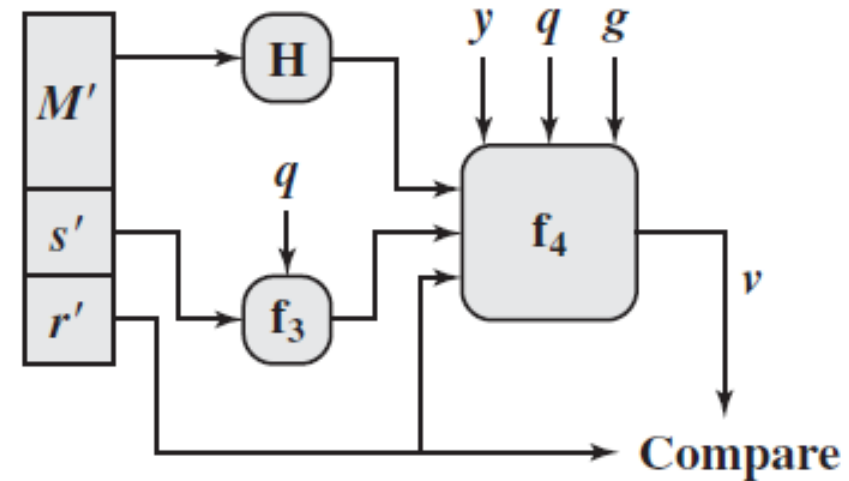 y q g
M' H
q
s' f₄
v
r' f₃
Compare